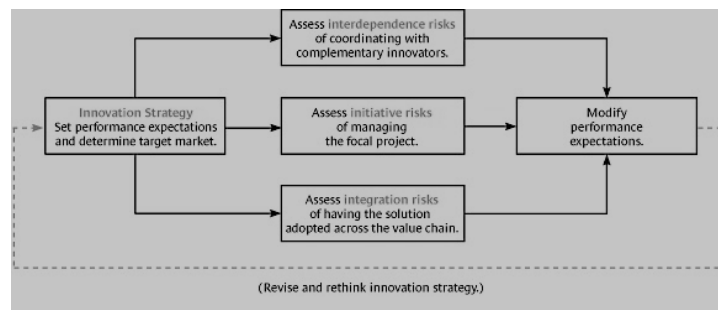 Assess interdependence risks
of coordinating with
complementary innovators.
Innovation Strategy
Set performance expectations
and determine target market.
Assess initiative risks
of managing
the focal project.
Modify
performance
expectations.
Assess integration risks
of having the solution
adopted across the value chain.
(Revise and rethink innovation strategy.)